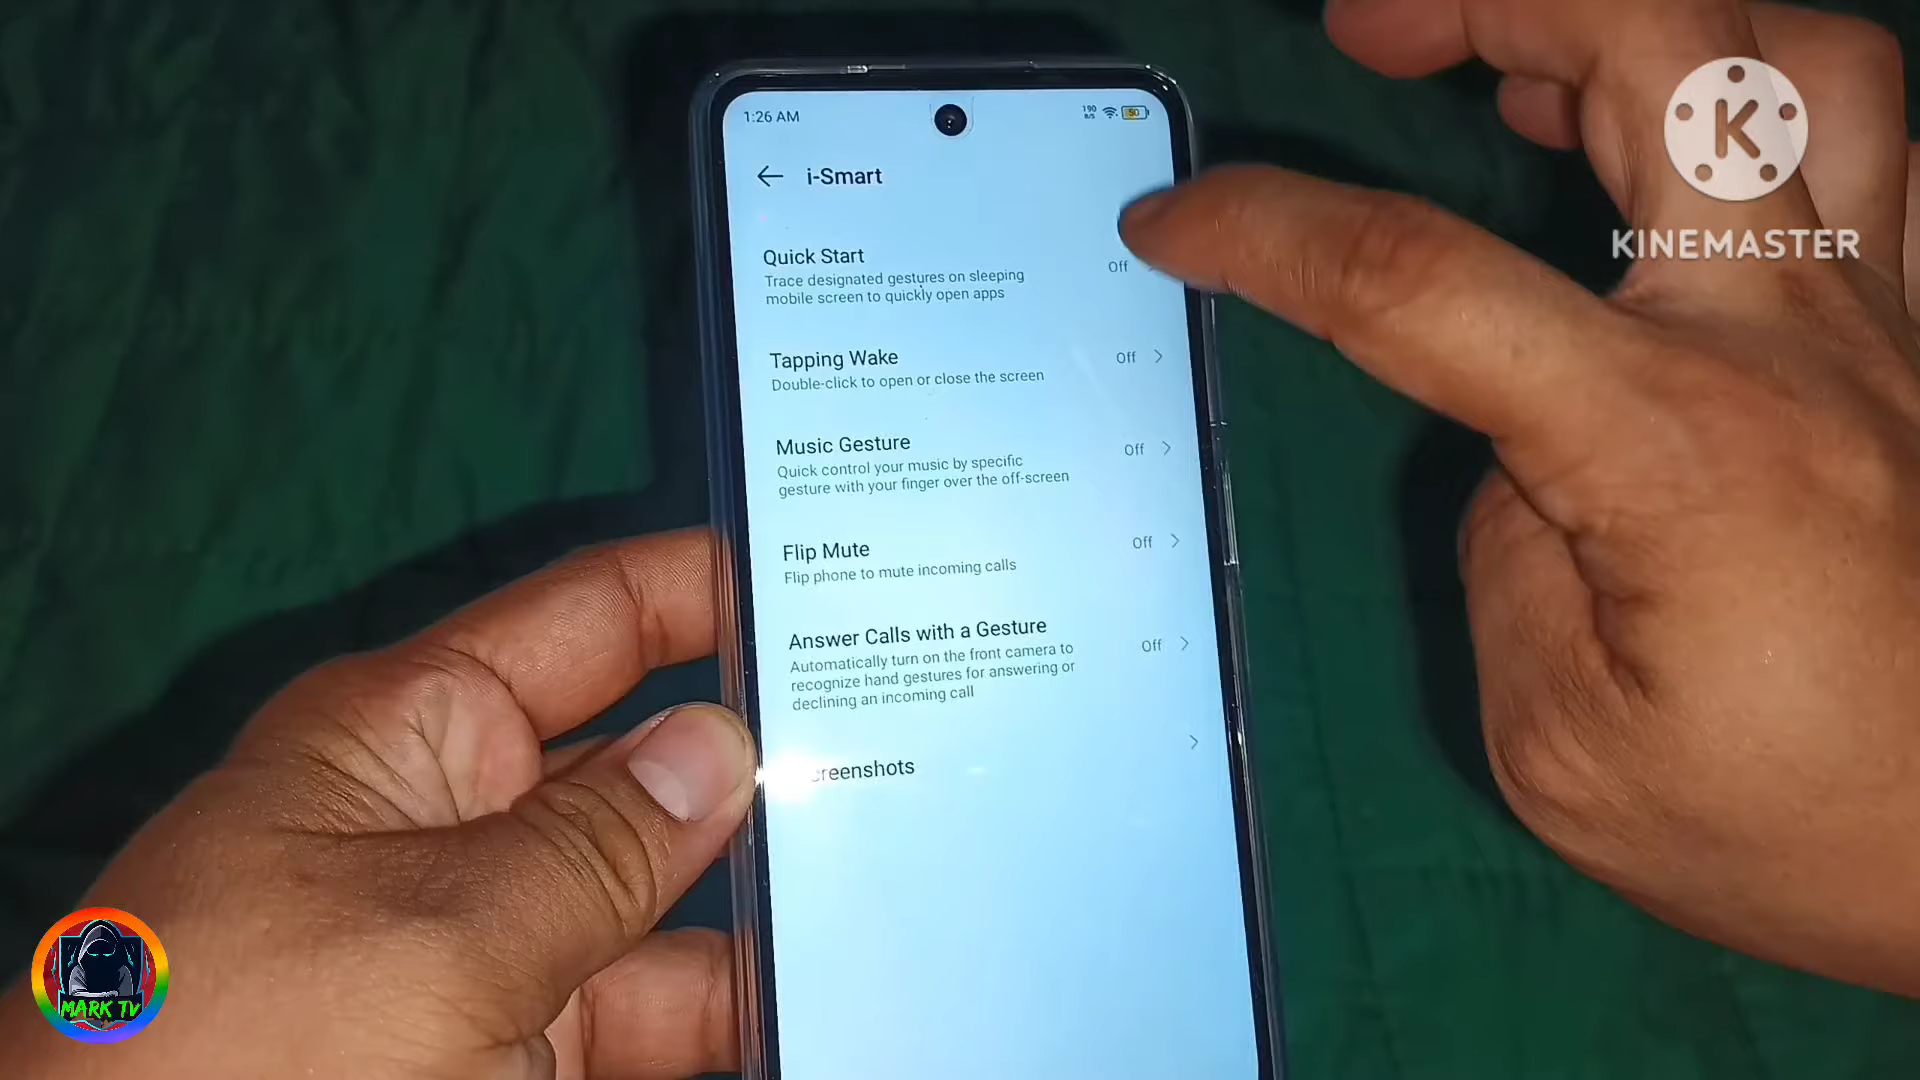 1:26 AM
190
B/S
50
i-Smart
Quick Start
Off
Trace designated gestures on sleeping
mobile screen to quickly open apps
Tapping Wake
Off
Double-click to open or close the screen
Music Gesture
Off
Quick control your music by specific
gesture with your finger over the off-screen
Flip Mute
Off
Flip phone to mute incoming calls
Answer Calls with a Gesture
Off
Automatically turn on the front camera to
recognize hand gestures for answering or
declining an incoming call
reenshots
K
KINEMASTER
MARK TV